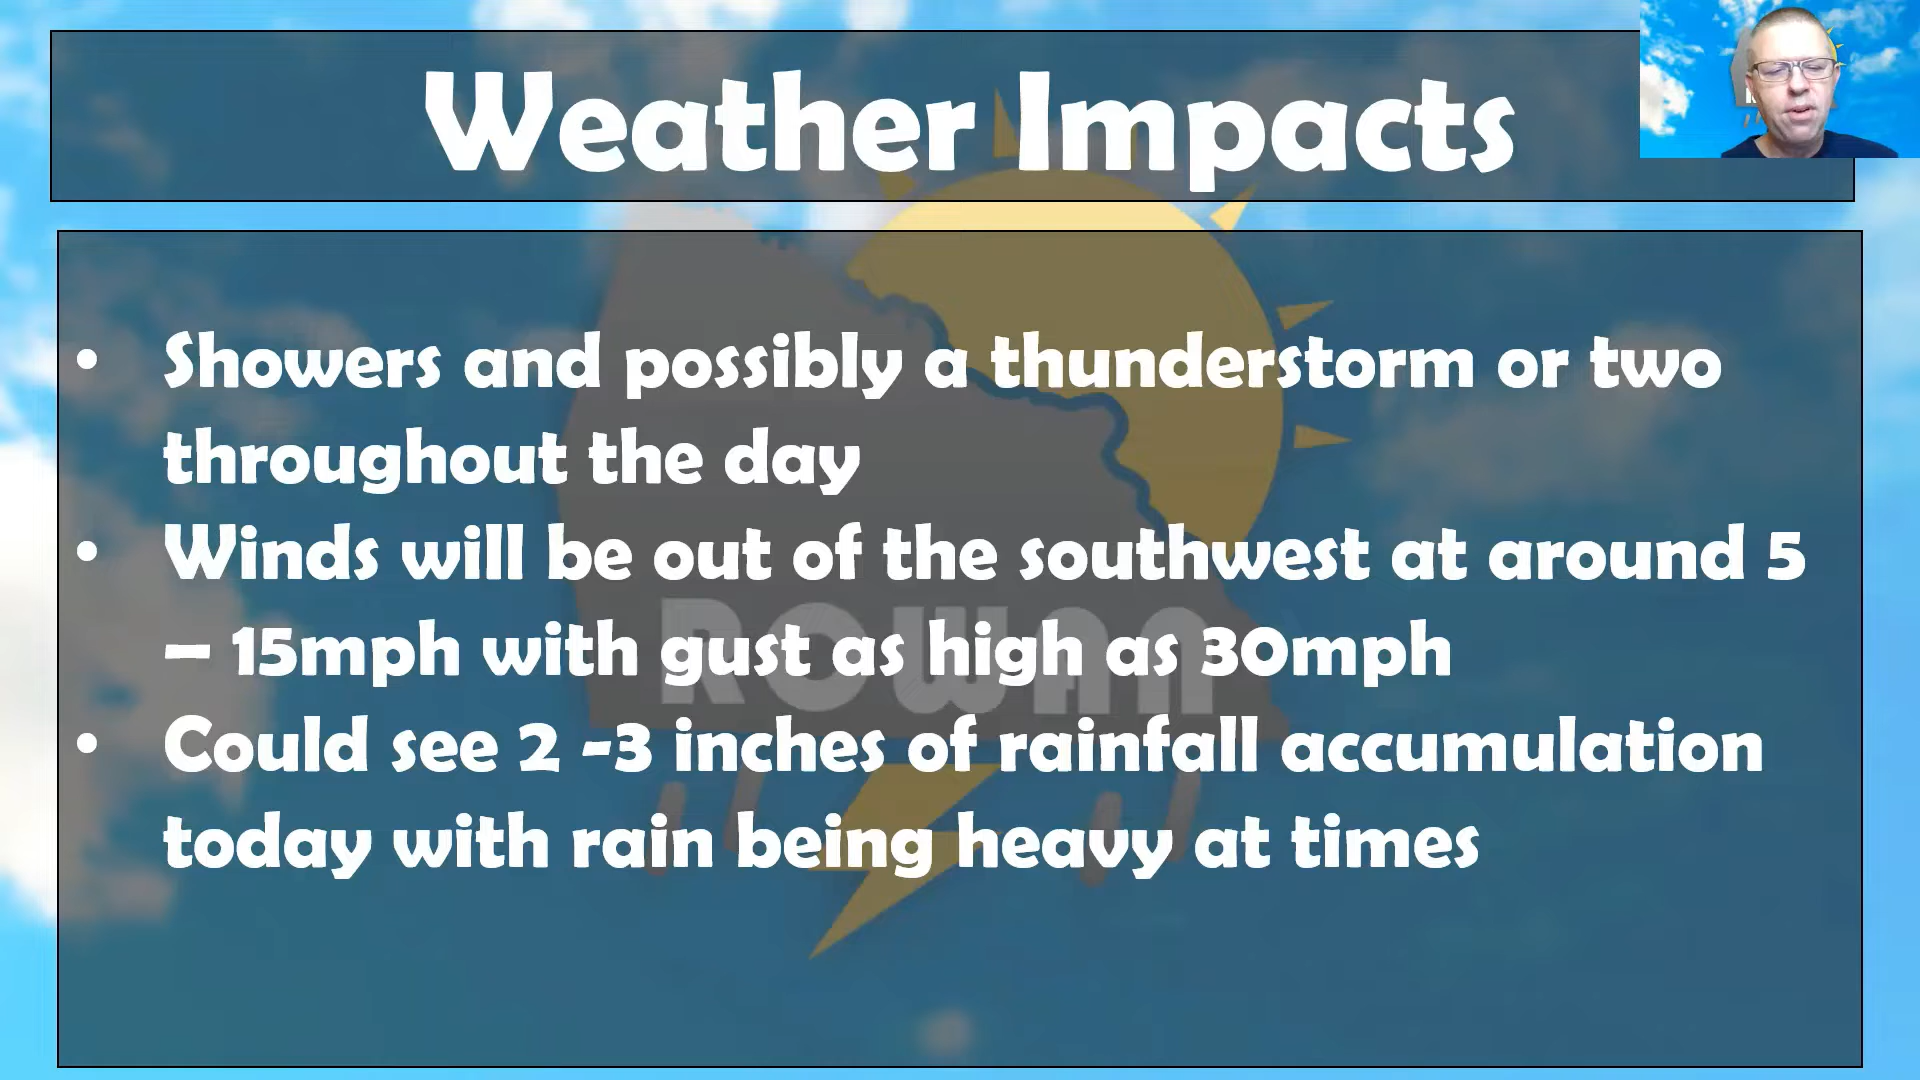 Weather Impacts
• Showers and possibly a thunderstorm or two
throughout the day
• Winds will be out of the southwest at around 5
– 15mph with gust as high as 30mph
ROWAN
• Could see 2 -3 inches of rainfall accumulation
today with rain being heavy at times